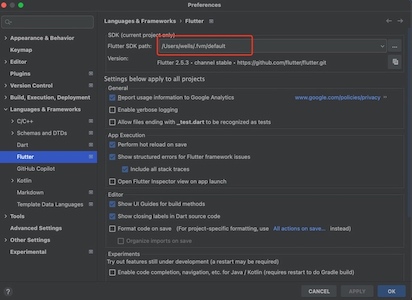 Preferences
Languages & Frameworks › Flutter
Appearance & Behavior
Keymap
Editor
Plugins
Version Control
Build, Execution, Deployment
Languages & Frameworks
C/C++
Schemas and DTDs
Dart
Flutter
GitHub Copilot
Kotlin
Markdown
Template Data Languages
Tools
Advanced Settings
Other Settings
Experimental
SDK (current project only)
Flutter SDK path: /Users/wells/.fvm/default
...
Version: Flutter 2.5.3 • channel stable • https://github.com/flutter/flutter.git
Settings below apply to all projects
General
Report usage information to Google Analytics www.google.com/policies/privacy
Enable verbose logging
Allow files ending with _test.dart to be recognized as tests
App Execution
Perform hot reload on save
Show structured errors for Flutter framework issues
Include all stack traces
Open Flutter Inspector view on app launch
Editor
Show UI Guides for build methods
Show closing labels in Dart source code
Format code on save (For project-specific formatting, use All actions on save... instead)
Organize imports on save
Experiments
Try out features still under development (a restart may be required)
Enable code completion, navigation, etc. for Java / Kotlin (requires restart to do Gradle build)
?
CANCEL APPLY OK